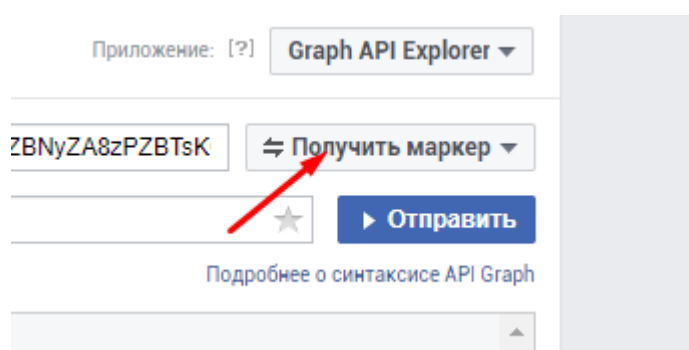 Приложение: [?] Graph API Explorer
ZBNyZA8zPZBTsK Получить маркер
Отправить
Подробнее о синтаксисе API Graph